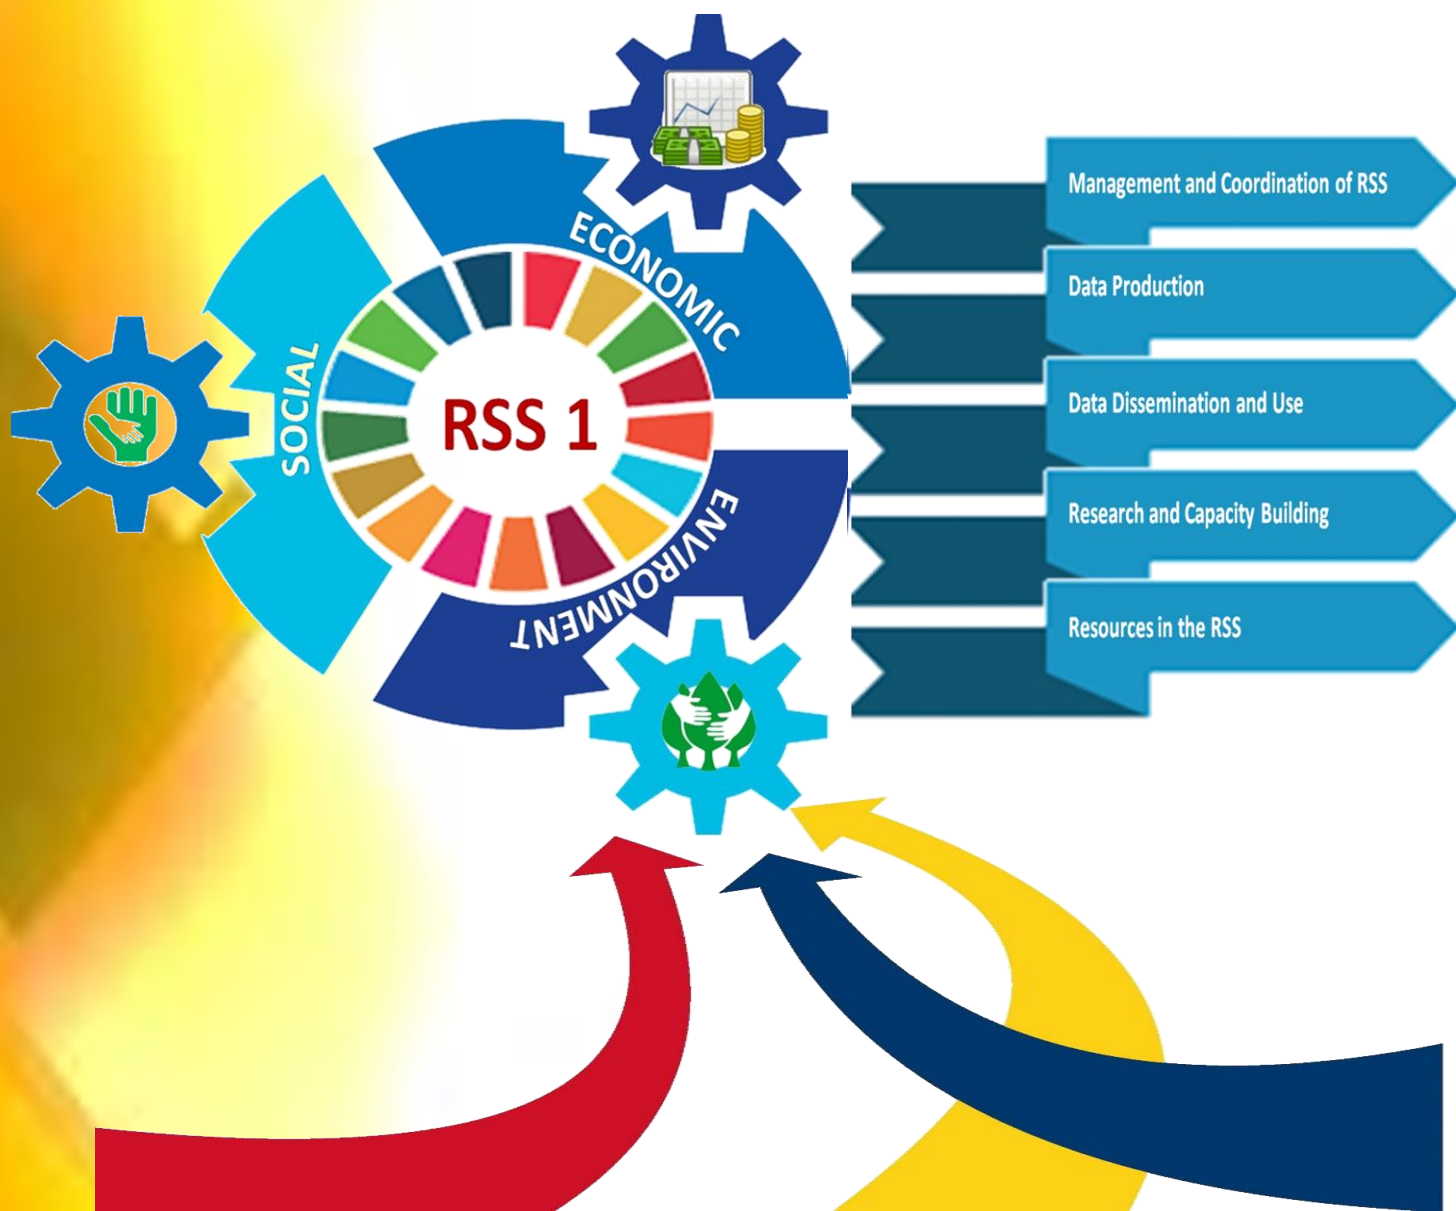 ECONOMIC
SOCIAL
RSS 1
ENVIRONMENT
Management and Coordination of RSS
Data Production
Data Dissemination and Use
Research and Capacity Building
Resources in the RSS